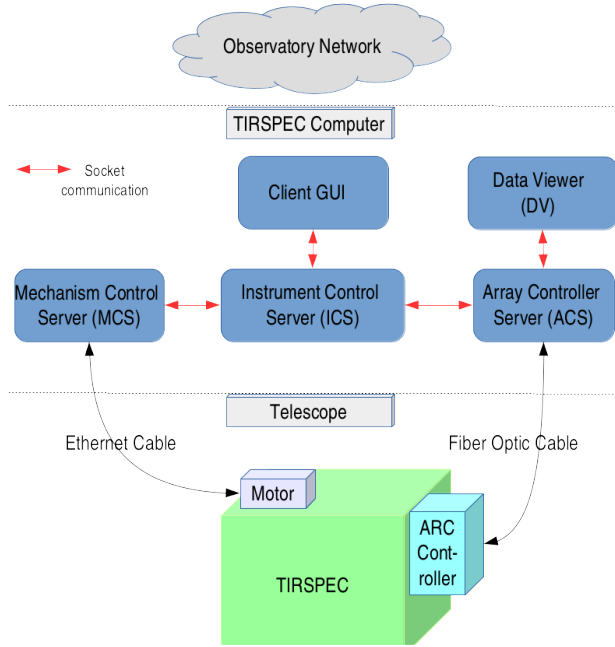 Observatory Network
TIRSPEC Computer
Socket
communication
Client GUI
Data Viewer
(DV)
Mechanism Control
Server (MCS)
Instrument Control
Server (ICS)
Array Controller
Server (ACS)
Telescope
Ethernet Cable
Fiber Optic Cable
Motor
ARC
Cont-
roller
TIRSPEC